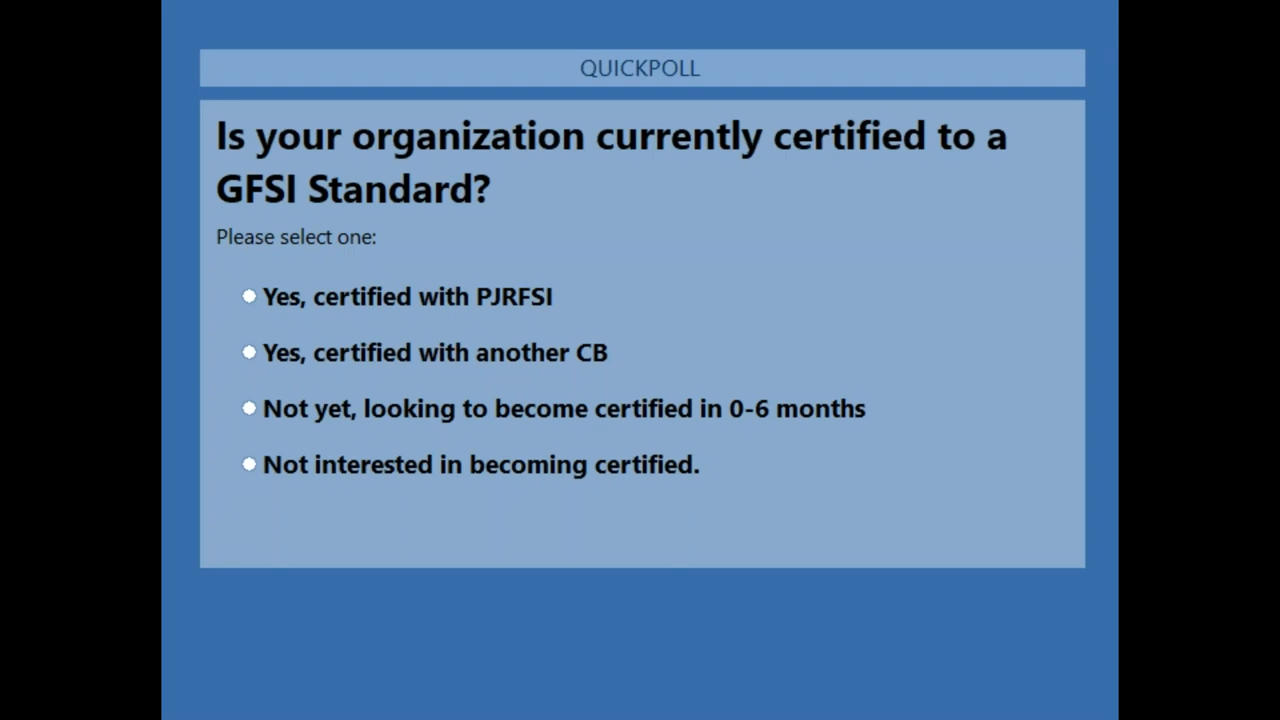 QUICKPOLL
Is your organization currently certified to a
GFSI Standard?
Please select one:
Yes, certified with PJRFSI
Yes, certified with another CB
Not yet, looking to become certified in 0-6 months
Not interested in becoming certified.